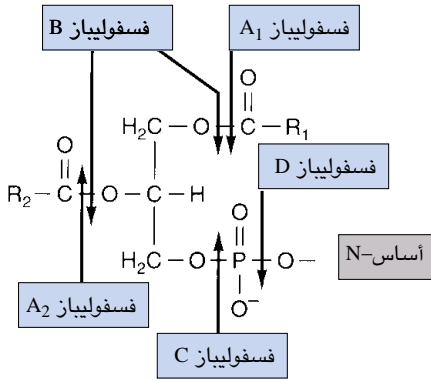 فسفوليباز B
فسفوليباز A₁
O
O
H₂C—O—C—R₁
O
فسفوليباز D
R₂—C—O—C—H
O
H₂C—O—P—O—
أساس–N
O⁻
فسفوليباز A₂
فسفوليباز C